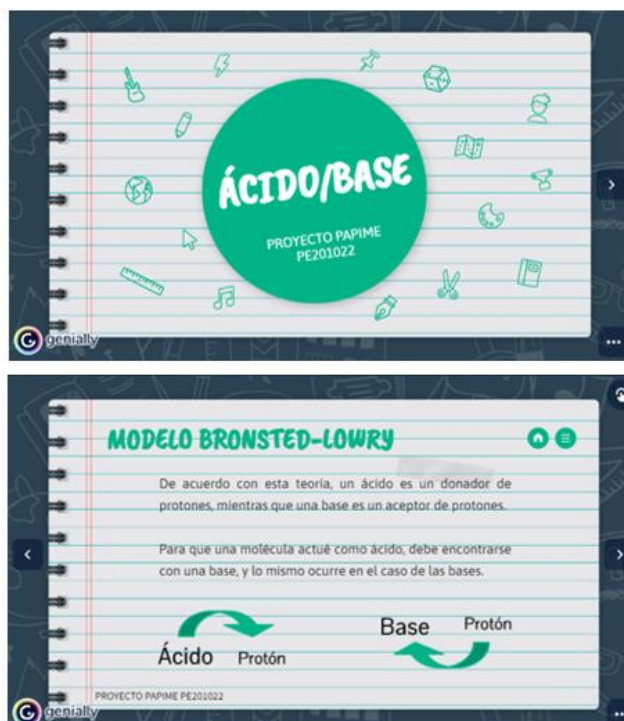 ÁCIDO/BASE
PROYECTO PAPIME
PE201022
genially
MODELO BRONSTED-LOWRY
De acuerdo con esta teoría, un ácido es un donador de
protones, mientras que una base es un aceptor de protones.
Para que una molécula actué como ácido, debe encontrarse
con una base, y lo mismo ocurre en el caso de las bases.
Ácido Protón
Base Protón
PROYECTO PAPIME PE201022
genially